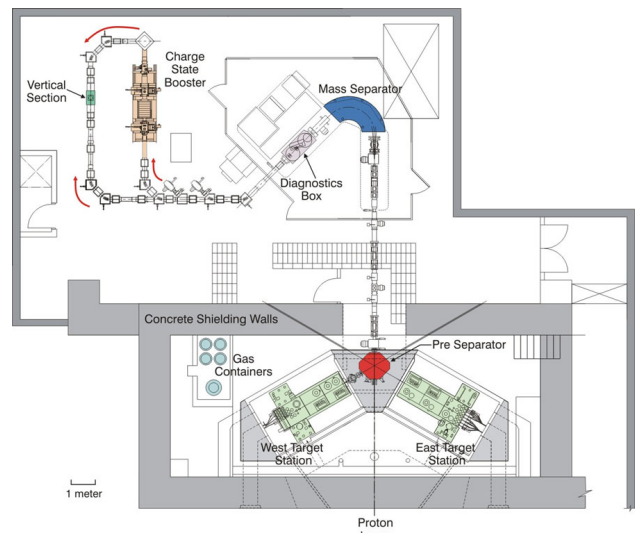 Charge
State
Booster
Vertical
Section
Mass Separator
Diagnostics
Box
Concrete Shielding Walls
Pre Separator
Gas
Containers
West Target
Station
East Target
Station
1 meter
Proton